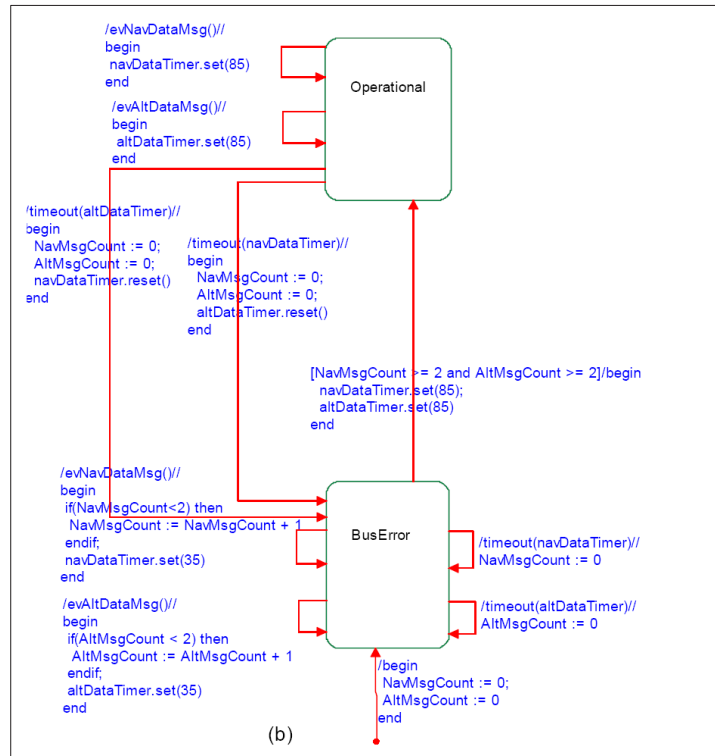 /evNavDataMsg()//
begin
navDataTimer.set(85)
end
Operational
/evAltDataMsg()//
begin
altDataTimer.set(85)
end
/timeout(altDataTimer)//
begin
NavMsgCount := 0;
AltMsgCount := 0;
navDataTimer.reset()
end
/timeout(navDataTimer)//
begin
NavMsgCount := 0;
AltMsgCount := 0;
altDataTimer.reset()
end
[NavMsgCount >= 2 and AltMsgCount >= 2]/begin
navDataTimer.set(85);
altDataTimer.set(85)
end
/evNavDataMsg()//
begin
if(NavMsgCount<2) then
NavMsgCount := NavMsgCount + 1
endif;
navDataTimer.set(35)
end
BusError
/timeout(navDataTimer)//
NavMsgCount := 0
/evAltDataMsg()//
begin
if(AltMsgCount < 2) then
AltMsgCount := AltMsgCount + 1
endif;
altDataTimer.set(35)
end
/timeout(altDataTimer)//
AltMsgCount := 0
/begin
NavMsgCount := 0;
AltMsgCount := 0
end
(b)